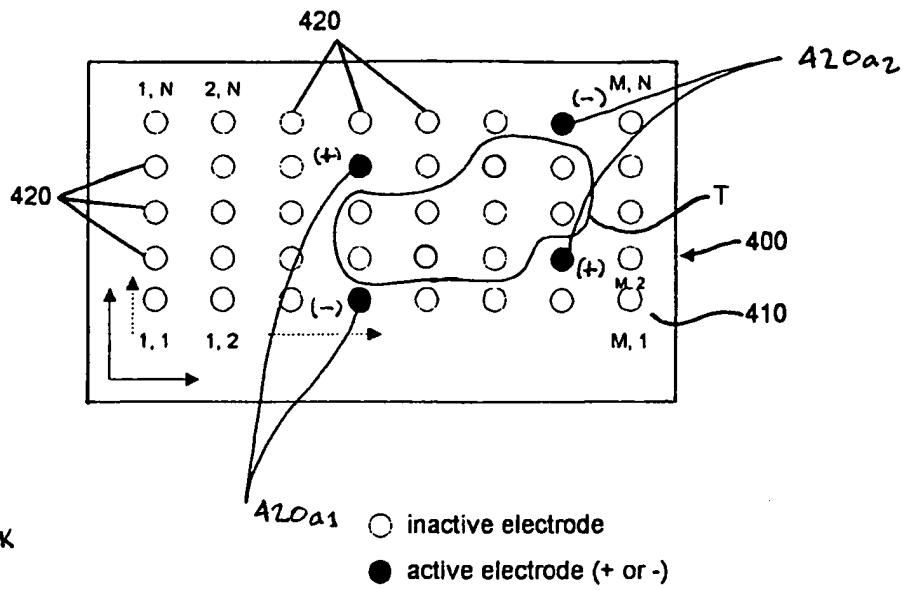 420
420a2
1, N
2, N
M, N
(-)
(+)
420
T
400
(+)
M, 2
(-)
410
1, 1
1, 2
M, 1
420a1
inactive electrode
K
active electrode (+ or -)